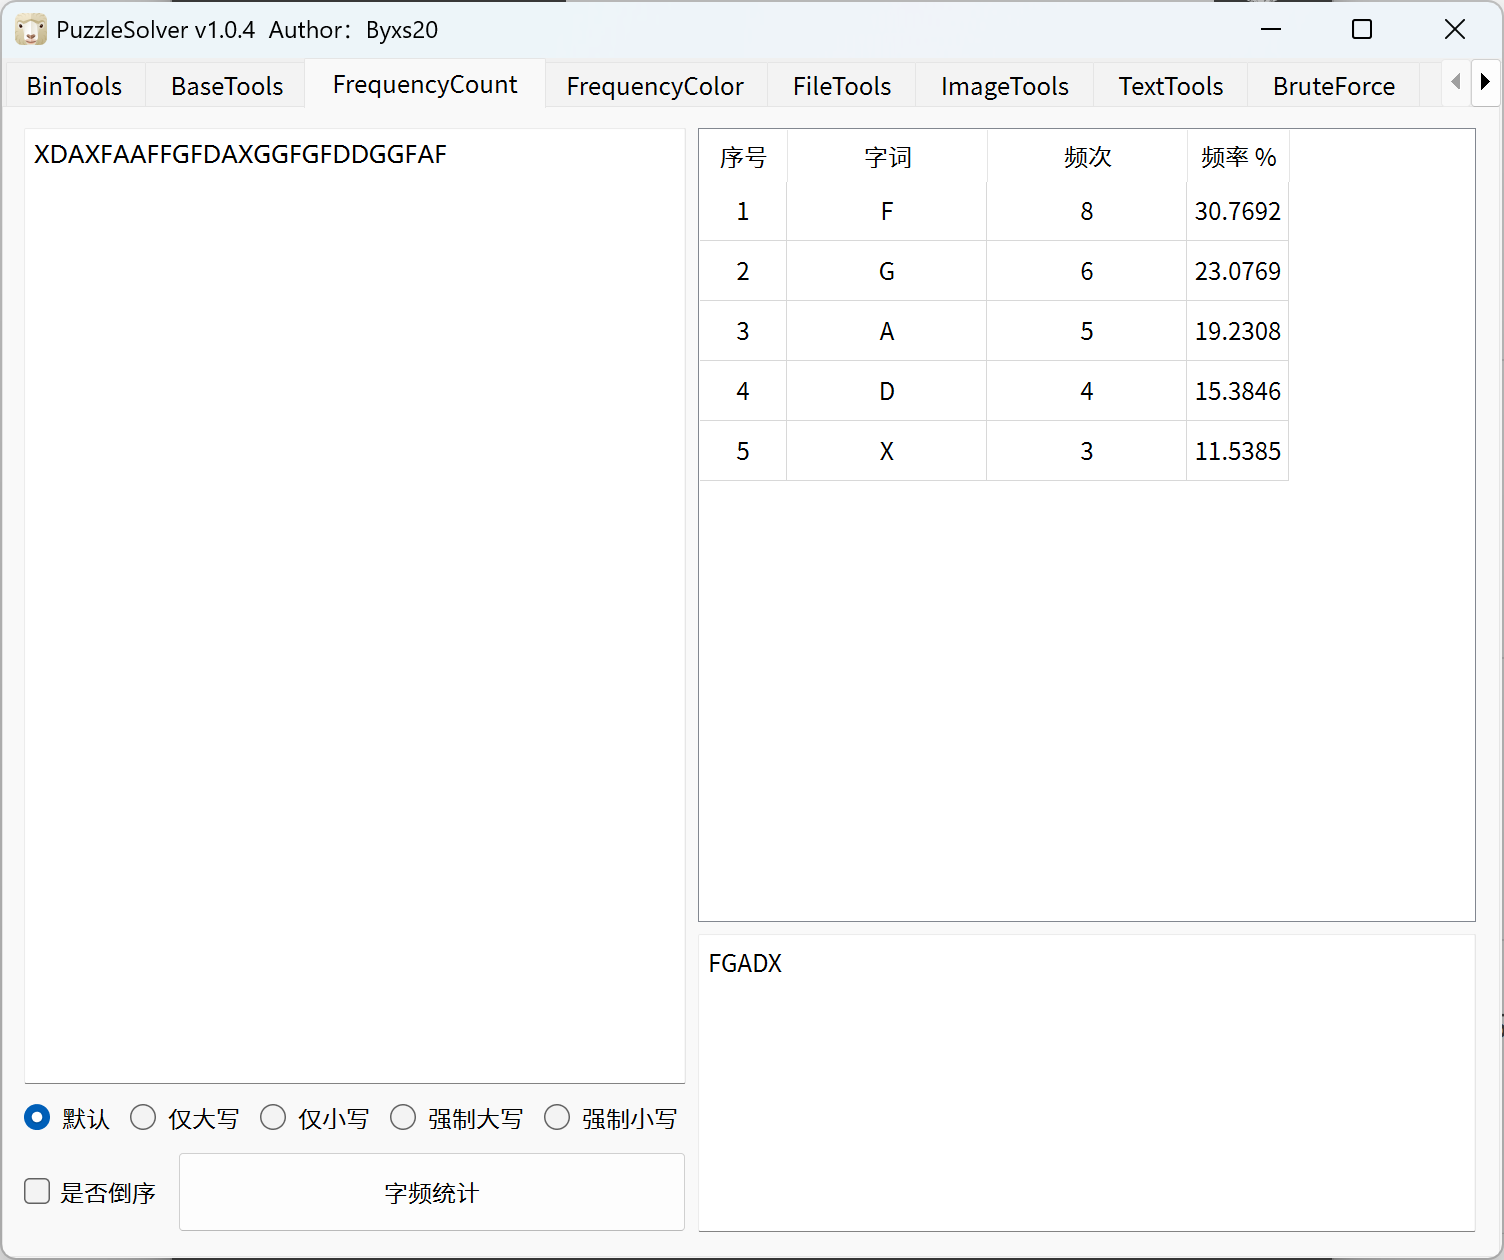 PuzzleSolver v1.0.4  Author：Byxs20
BinTools BaseTools FrequencyCount FrequencyColor FileTools ImageTools TextTools BruteForce
XDAXFAAFFGFDAXGGFGFDDGGFAF
序号 字词 频次 频率 %
1 F 8 30.7692
2 G 6 23.0769
3 A 5 19.2308
4 D 4 15.3846
5 X 3 11.5385
FGADX
默认 仅大写 仅小写 强制大写 强制小写
是否倒序 字频统计